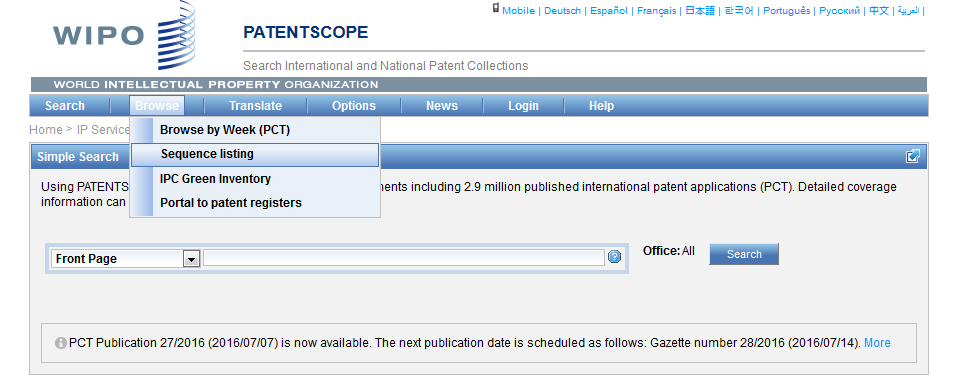 Mobile | Deutsch | Español | Français | 日本語 | 한국어 | Português | Русский | 中文 | العربية |
WIPO
PATENTSCOPE
Search International and National Patent Collections
WORLD INTELLECTUAL PROPERTY ORGANIZATION
Search Browse Translate Options News Login Help
Home > IP Service
Browse by Week (PCT)
Sequence listing
IPC Green Inventory
Portal to patent registers
Simple Search
Using PATENTS ments including 2.9 million published international patent applications (PCT). Detailed coverage
information can
Front Page
Office: All
Search
PCT Publication 27/2016 (2016/07/07) is now available. The next publication date is scheduled as follows: Gazette number 28/2016 (2016/07/14). More